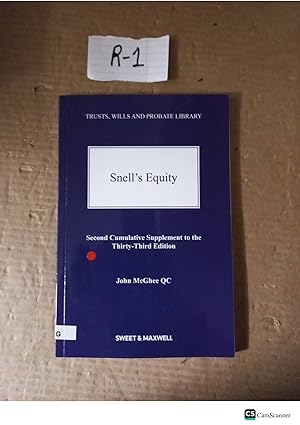 R-1
TRUSTS, WILLS AND PROBATE LIBRARY
Snell's Equity
Second Cumulative Supplement to the
Thirty-Third Edition
John McGhee QC
G
SWEET & MAXWELL
CS CamScanner